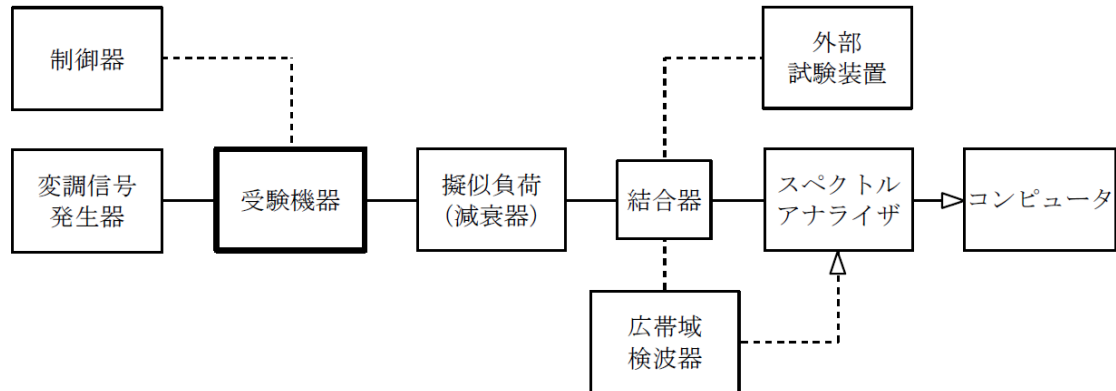 制御器
外部
試験装置
変調信号
発生器
受験機器
擬似負荷
(減衰器)
結合器
スペクトル
アナライザ
コンピュータ
広帯域
検波器